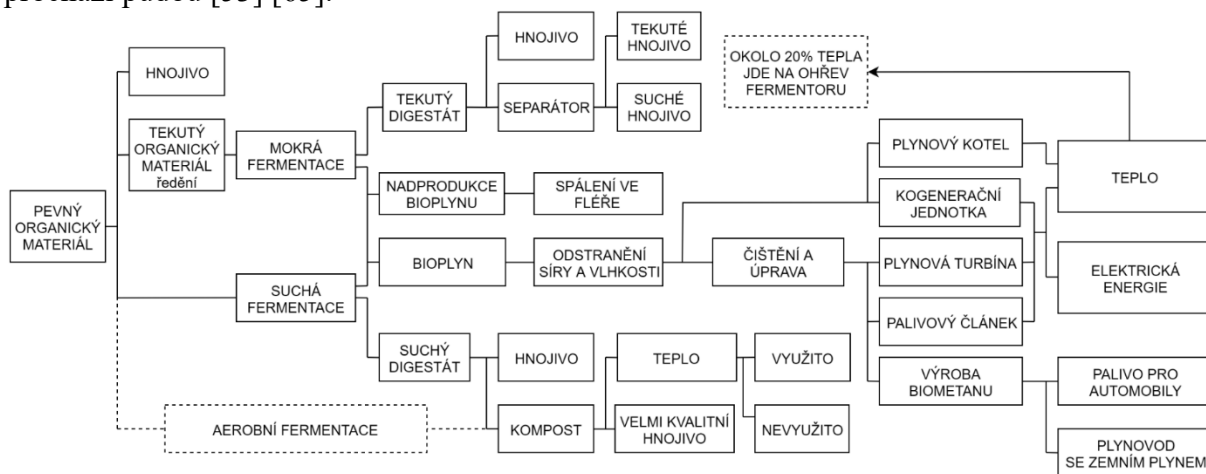 prochází půdou
HNOJIVO
TEKUTÝ
ORGANICKÝ
MATERIÁL
ředění
PEVNÝ
ORGANICKÝ
MATERIÁL
MOKRÁ
FERMENTACE
SUCHÁ
FERMENTACE
AEROBNÍ FERMENTACE
TEKUTÝ
DIGESTÁT
NADPRODUKCE
BIOPLYNU
BIOPLYN
SUCHÝ
DIGESTÁT
HNOJIVO
SEPARÁTOR
TEKUTÉ
HNOJIVO
SUCHÉ
HNOJIVO
SPÁLENÍ VE
FLÉŘE
ODSTRANĚNÍ
SÍRY A VLHKOSTI
HNOJIVO
KOMPOST
TEPLO
VELMI KVALITNÍ
HNOJIVO
VYUŽITO
NEVYUŽITO
ČIŠTĚNÍ A
ÚPRAVA
OKOLO 20% TEPLA
JDE NA OHŘEV
FERMENTORU
PLYNOVÝ KOTEL
KOGENERAČNÍ
JEDNOTKA
PLYNOVÁ TURBÍNA
PALIVOVÝ ČLÁNEK
VÝROBA
BIOMETANU
TEPLO
ELEKTRICKÁ
ENERGIE
PALIVO PRO
AUTOMOBILY
PLYNOVOD
SE ZEMNÍM PLYNEM